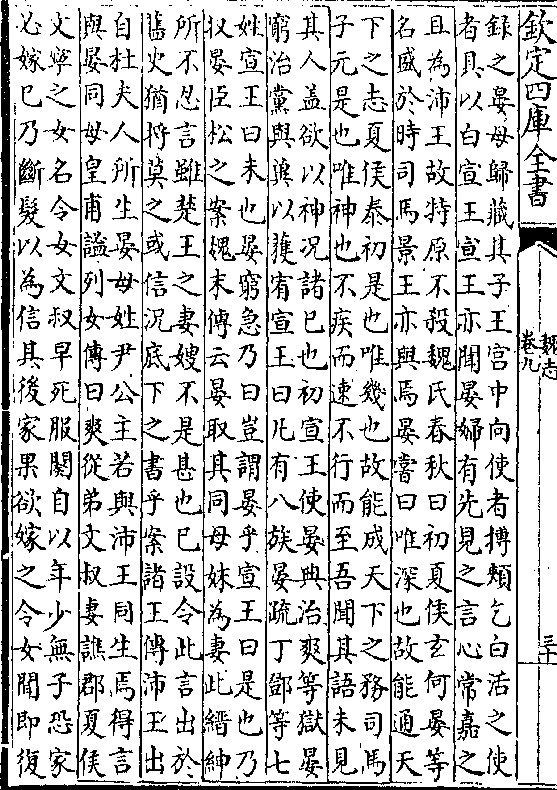 欽定四庫全書
魏志
卷九
三十
錄之晏母歸藏其子王宫中向使者搏頰乞白活之使
者具以白宣王宣王亦聞晏婦有先見之言心常嘉之
且為沛王故特原不殺魏氏春秋曰初夏侯玄何晏等
名盛於時司馬景王亦與焉晏嘗曰唯深也故能通天
下之志夏侯泰初是也唯幾也故能成天下之務司馬
子元是也唯神也不疾而速不行而至吾聞其語未見
其人蓋欲以神况諸已也初宣王使晏典治爽等獄晏
窮治黨與兾以獲宥宣王曰凡有八族晏疏丁鄧等七
姓宣王曰未也晏窮急乃曰豈謂晏乎宣王曰是也乃
収晏臣松之案魏末傳云晏取其同母妹為妻此縉紳
所不忍言雖楚王之妻嫂不是甚也已設令此言出於
舊史猶將莫之或信况底下之書乎案諸王傳沛王出
自杜夫人所生晏母姓尹公主若與沛王同生焉得言
與晏同母皇甫謐列女傳曰爽從弟文叔妻譙郡夏侯
文寧之女名令女文叔早死服闋自以年少無子恐家
必嫁已乃斷髮以為信其後家果欲嫁之令女聞即復